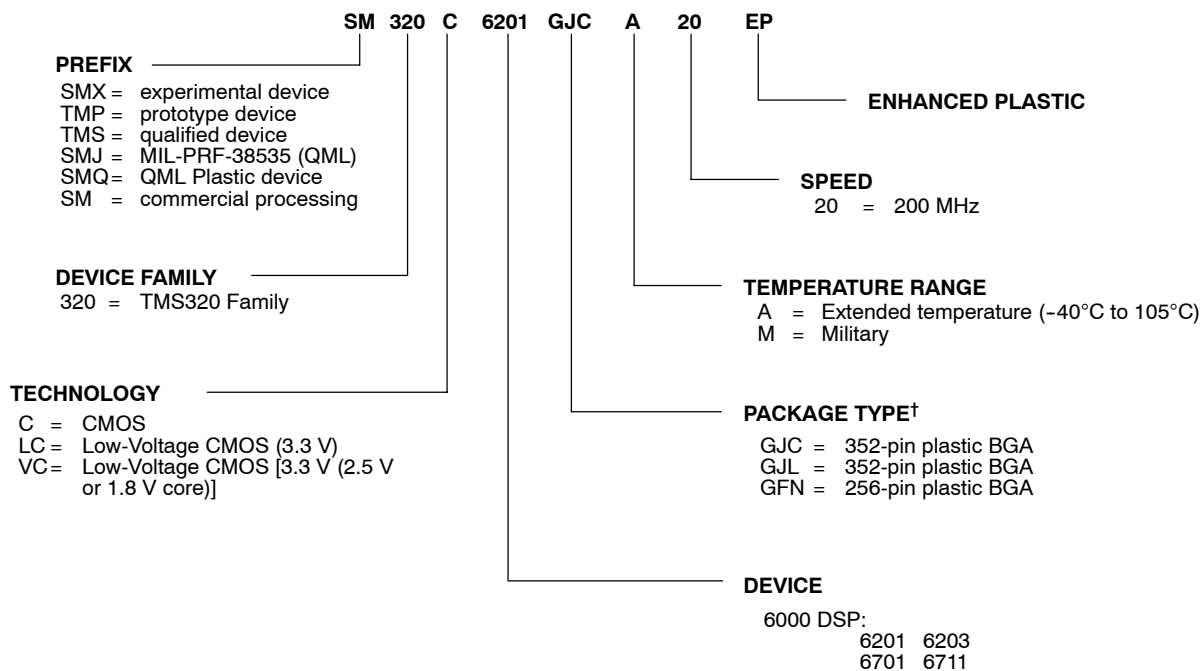 SM 320 C 6201 GJC A 20 EP
PREFIX
SMX = experimental device
TMP = prototype device
TMS = qualified device
SMJ = MIL-PRF-38535 (QML)
SMQ = QML Plastic device
SM = commercial processing
DEVICE FAMILY
320 = TMS320 Family
TECHNOLOGY
C = CMOS
LC = Low-Voltage CMOS (3.3 V)
VC = Low-Voltage CMOS [3.3 V (2.5 V
or 1.8 V core)]
ENHANCED PLASTIC
SPEED
20 = 200 MHz
TEMPERATURE RANGE
A = Extended temperature (-40°C to 105°C)
M = Military
PACKAGE TYPE†
GJC = 352-pin plastic BGA
GJL = 352-pin plastic BGA
GFN = 256-pin plastic BGA
DEVICE
6000 DSP:
6201 6203
6701 6711